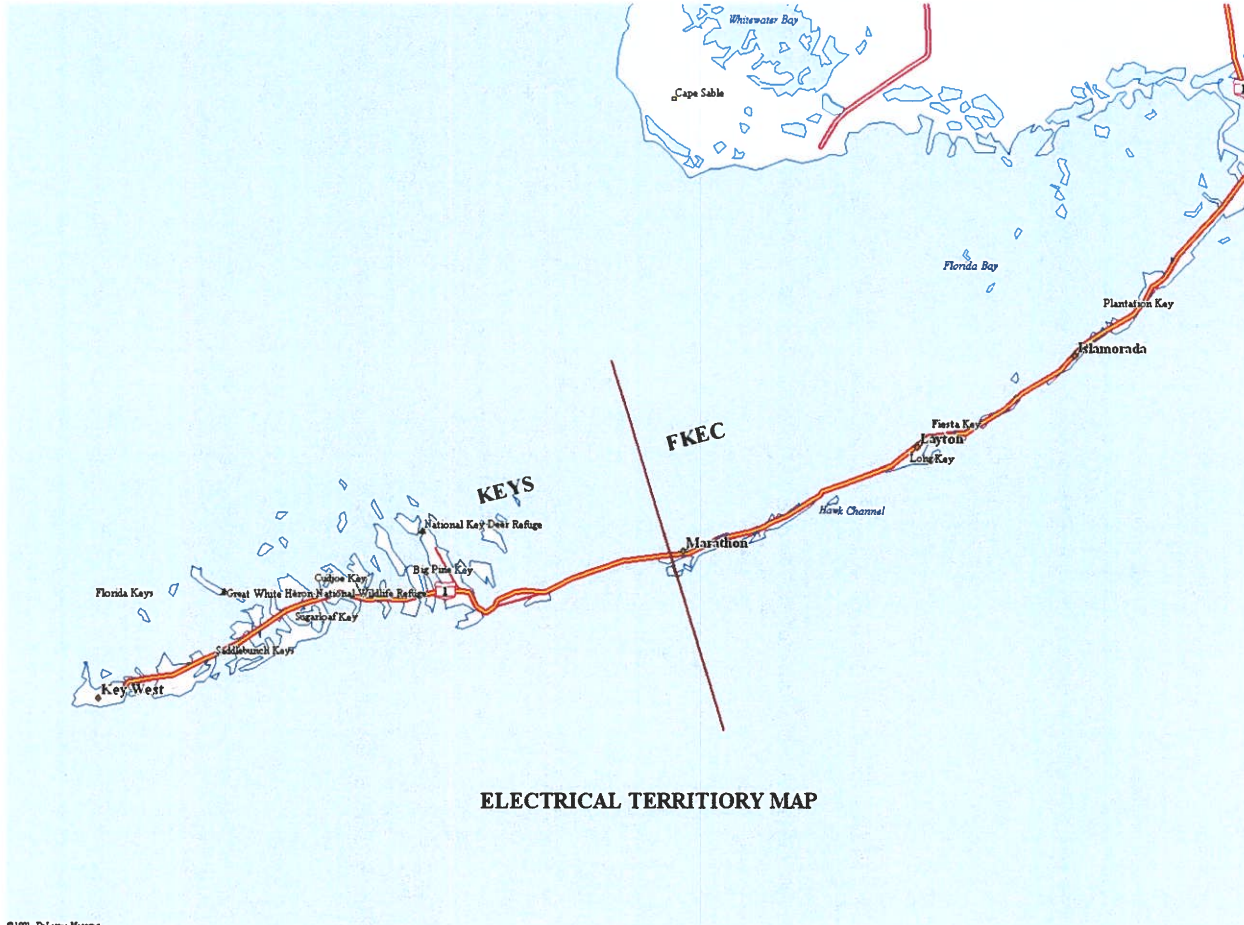 Whitewater Bay
Cape Sable
Florida Bay
Plantation Key
Islamorada
Fiesta Key
FKEC
Layton
Long Key
KEYS
Hawk Channel
National Key Deer Refuge
Marathon
Big Pine Key
Cudjoe Key
Florida Keys
Great White Heron National Wildlife Refuge
1
Sugarloaf Key
Saddlebunch Keys
Key West
ELECTRICAL TERRITIORY MAP